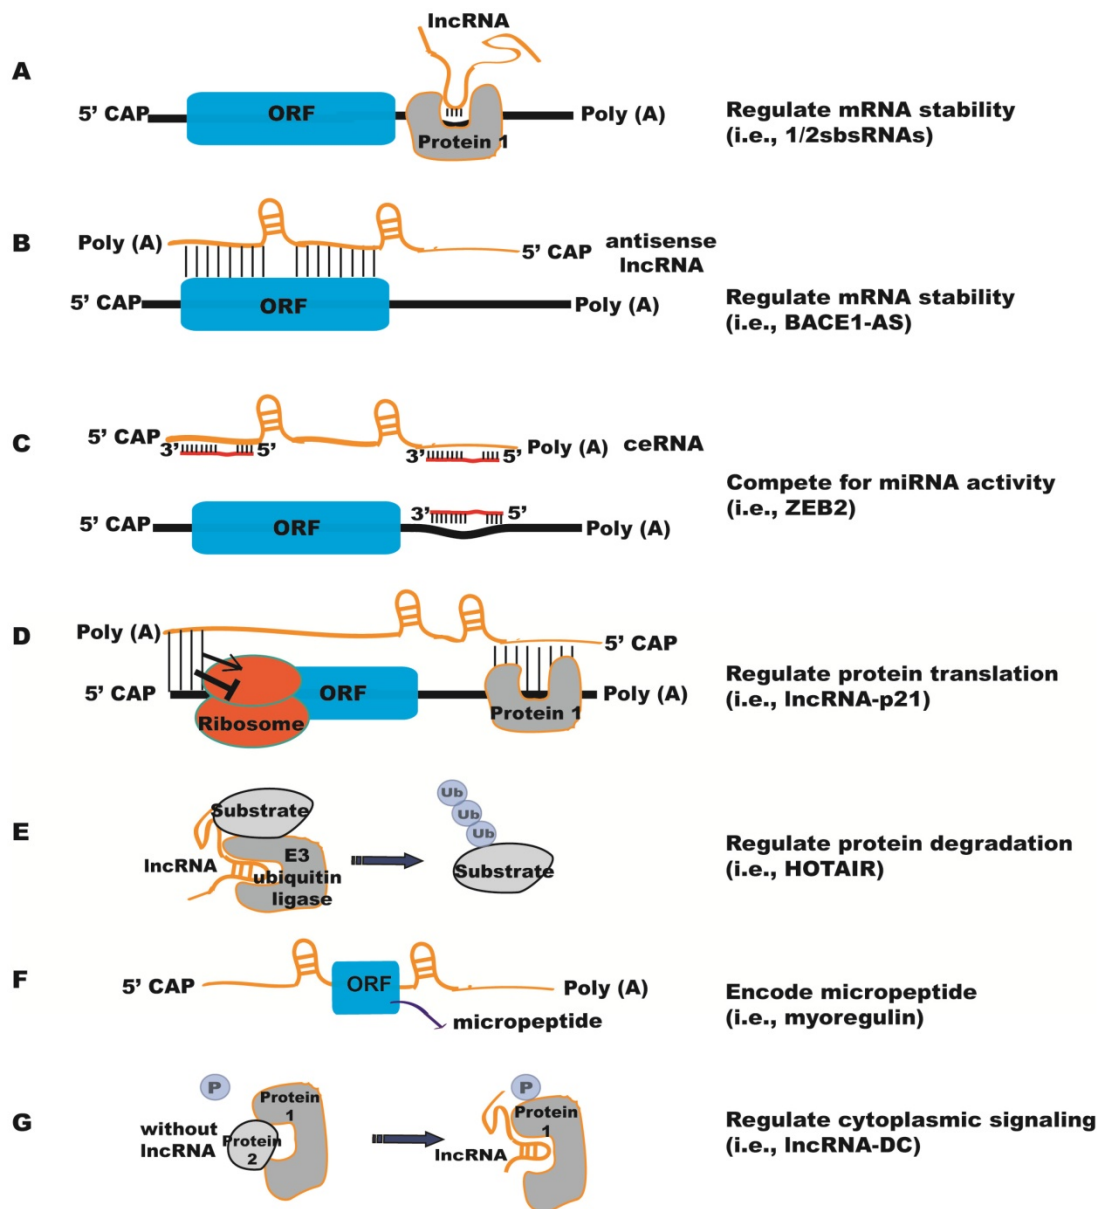 lncRNA
A
5’ CAP
ORF
Protein 1
Poly (A)
Regulate mRNA stability
(i.e., 1/2sbsRNAs)
B
Poly (A)
5’ CAP
antisense
lncRNA
5’ CAP
ORF
Poly (A)
Regulate mRNA stability
(i.e., BACE1-AS)
C
5’ CAP
3’
5’
3’
5’
Poly (A)
ceRNA
5’ CAP
ORF
3’
5’
Poly (A)
Compete for miRNA activity
(i.e., ZEB2)
D
Poly (A)
5’ CAP
5’ CAP
Ribosome
ORF
Protein 1
Poly (A)
Regulate protein translation
(i.e., lncRNA-p21)
E
Substrate
lncRNA
E3
ubiquitin
ligase
Ub
Ub
Ub
Substrate
Regulate protein degradation
(i.e., HOTAIR)
F
5’ CAP
ORF
Poly (A)
micropeptide
Encode micropeptide
(i.e., myoregulin)
G
P
without
lncRNA
Protein
1
Protein
2
P
Protein
1
lncRNA
Regulate cytoplasmic signaling
(i.e., lncRNA-DC)